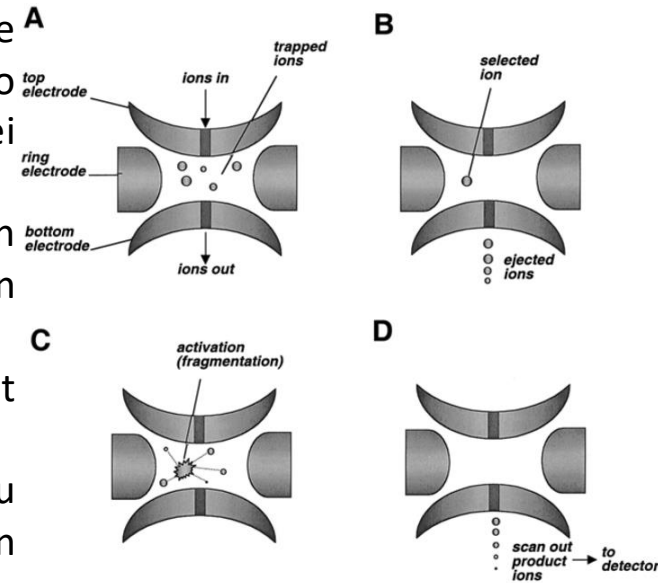 A
top
electrode
ions in
trapped
ions
ring
electrode
bottom
electrode
ions out
B
selected
ion
ejected
ions
C
activation
(fragmentation)
D
scan out
product
ions
to
detector